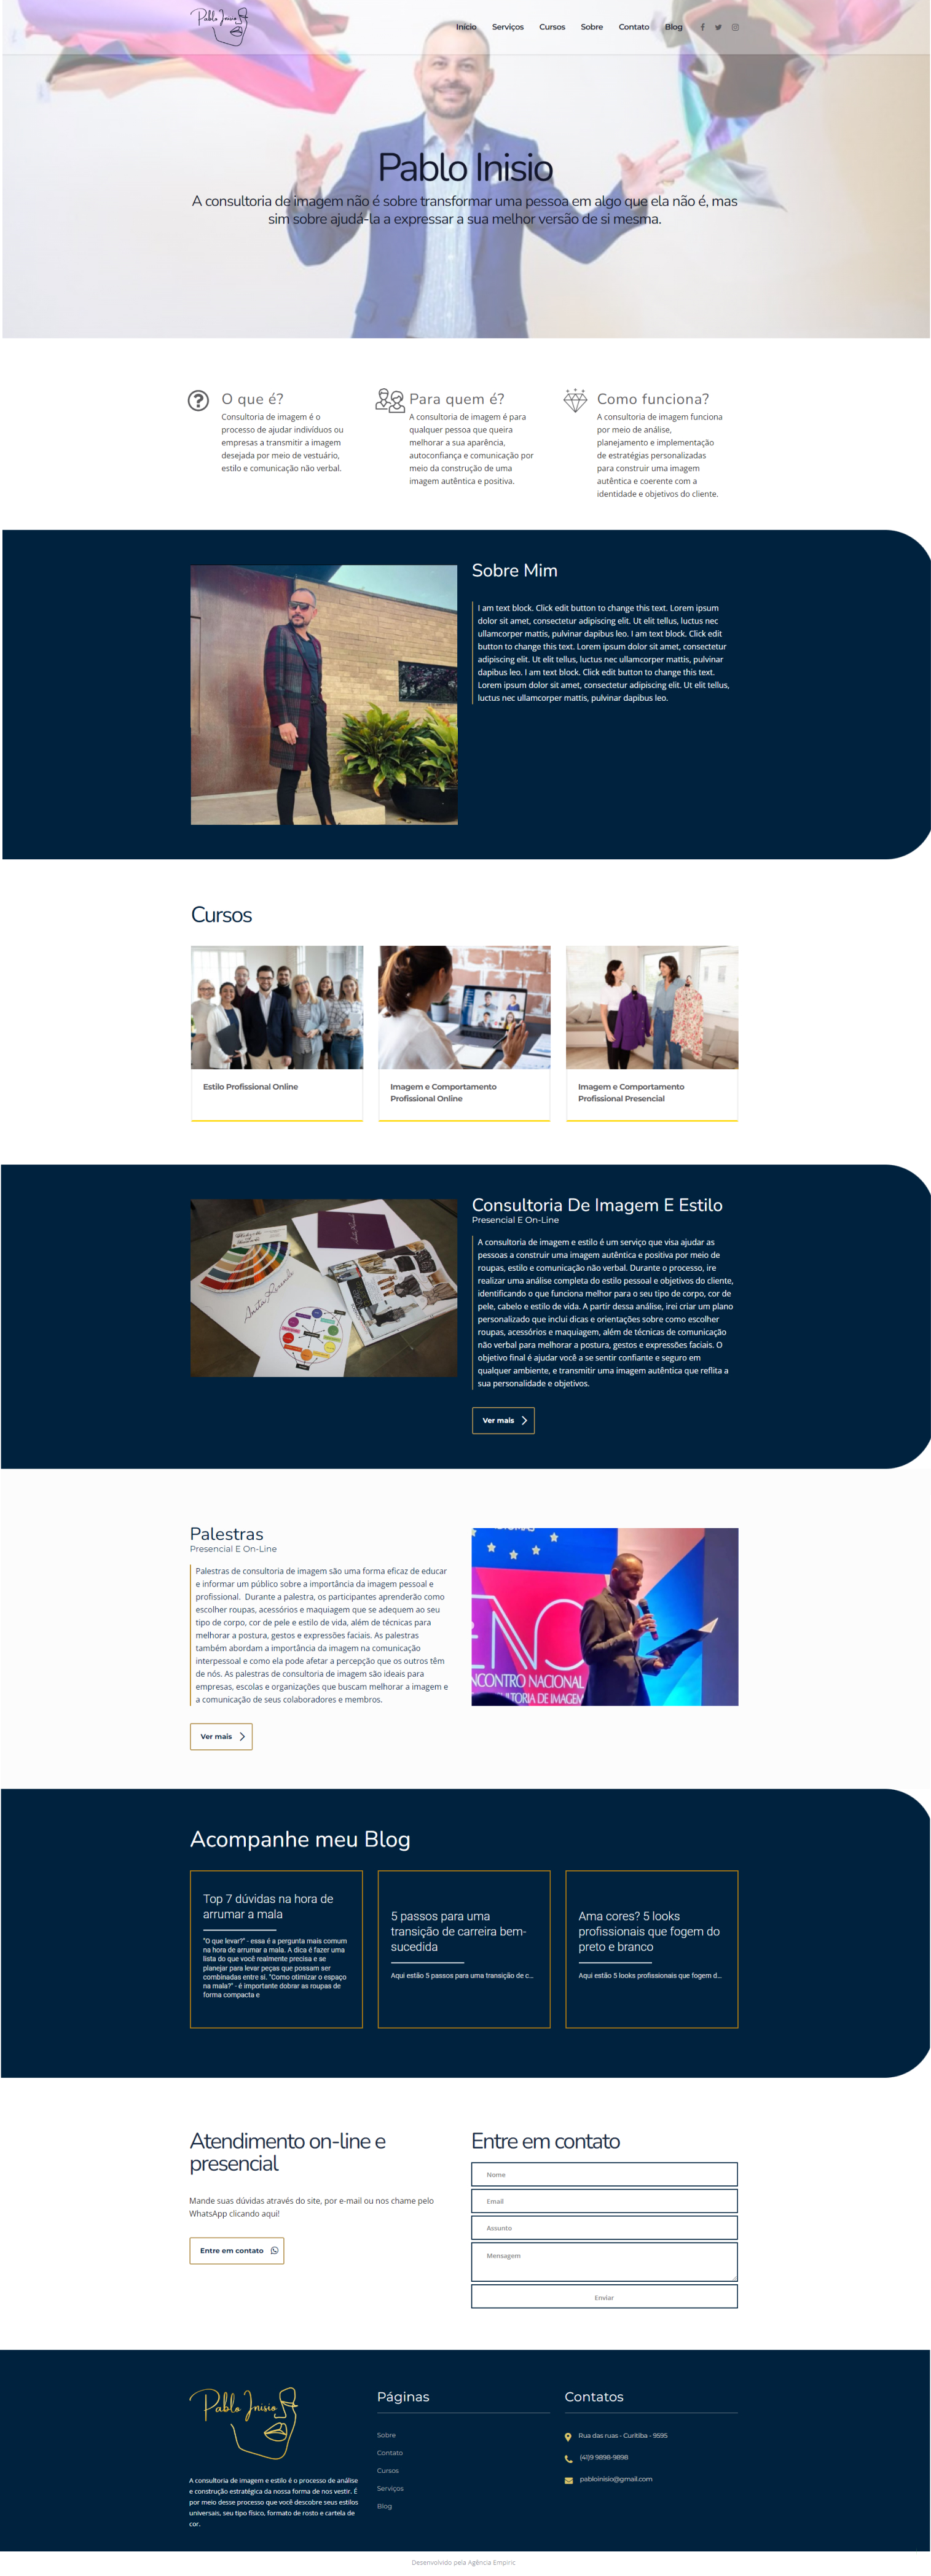 Pablo Inisio
Início Serviços Cursos Sobre Contato Blog
Pablo Inisio
A consultoria de imagem não é sobre transformar uma pessoa em algo que ela não é, mas
sim sobre ajudá-la a expressar a sua melhor versão de si mesma.
O que é?
Consultoria de imagem é o
processo de ajudar indivíduos ou
empresas a transmitir a imagem
desejada por meio de vestuário,
estilo e comunicação não verbal.
Para quem é?
A consultoria de imagem é para
qualquer pessoa que queira
melhorar a sua aparência,
autoconfiança e comunicação por
meio da construção de uma
imagem autêntica e positiva.
Como funciona?
A consultoria de imagem funciona
por meio de análise,
planejamento e implementação
de estratégias personalizadas
para construir uma imagem
autêntica e coerente com a
identidade e objetivos do cliente.
Sobre Mim
I am text block. Click edit button to change this text. Lorem ipsum
dolor sit amet, consectetur adipiscing elit. Ut elit tellus, luctus nec
ullamcorper mattis, pulvinar dapibus leo. I am text block. Click edit
button to change this text. Lorem ipsum dolor sit amet, consectetur
adipiscing elit. Ut elit tellus, luctus nec ullamcorper mattis, pulvinar
dapibus leo. I am text block. Click edit button to change this text.
Lorem ipsum dolor sit amet, consectetur adipiscing elit. Ut elit tellus,
luctus nec ullamcorper mattis, pulvinar dapibus leo.
Cursos
Estilo Profissional Online
Imagem e Comportamento
Profissional Online
Imagem e Comportamento
Profissional Presencial
Consultoria De Imagem E Estilo
Presencial E On-Line
A consultoria de imagem e estilo é um serviço que visa ajudar as
pessoas a construir uma imagem autêntica e positiva por meio de
roupas, estilo e comunicação não verbal. Durante o processo, ire
realizar uma análise completa do estilo pessoal e objetivos do cliente,
identificando o que funciona melhor para o seu tipo de corpo, cor de
pele, cabelo e estilo de vida. A partir dessa análise, irei criar um plano
personalizado que inclui dicas e orientações sobre como escolher
roupas, acessórios e maquiagem, além de técnicas de comunicação
não verbal para melhorar a postura, gestos e expressões faciais. O
objetivo final é ajudar você a se sentir confiante e seguro em
qualquer ambiente, e transmitir uma imagem autêntica que reflita a
sua personalidade e objetivos.
Ver mais
Palestras
Presencial E On-Line
Palestras de consultoria de imagem são uma forma eficaz de educar
e informar um público sobre a importância da imagem pessoal e
profissional. Durante a palestra, os participantes aprenderão como
escolher roupas, acessórios e maquiagem que se adequem ao seu
tipo de corpo, cor de pele e estilo de vida, além de técnicas para
melhorar a postura, gestos e expressões faciais. As palestras
também abordam a importância da imagem na comunicação
interpessoal e como ela pode afetar a percepção que os outros têm
de nós. As palestras de consultoria de imagem são ideais para
empresas, escolas e organizações que buscam melhorar a imagem e
a comunicação de seus colaboradores e membros.
Ver mais
ENC
ENCONTRO NACIONAL
DE IMAGEM
Acompanhe meu Blog
Top 7 dúvidas na hora de
arrumar a mala
"O que levar?" - essa é a pergunta mais comum
na hora de arrumar a mala. A dica é fazer uma
lista do que você realmente precisa e se
planejar para levar peças que possam ser
combinadas entre si. "Como otimizar o espaço
na mala?" - é importante dobrar as roupas de
forma compacta e
5 passos para uma
transição de carreira bem-
sucedida
Aqui estão 5 passos para uma transição de c...
Ama cores? 5 looks
profissionais que fogem do
preto e branco
Aqui estão 5 looks profissionais que fogem d...
Atendimento on-line e
presencial
Mande suas dúvidas através do site, por e-mail ou nos chame pelo
WhatsApp clicando aqui!
Entre em contato
Entre em contato
Nome
Email
Assunto
Mensagem
Enviar
Pablo Inisio
A consultoria de imagem e estilo é o processo de análise
e construção estratégica da nossa forma de nos vestir. É
por meio desse processo que você descobre seus estilos
universais, seu tipo físico, formato de rosto e cartela de
cor.
Páginas
Sobre
Contato
Cursos
Serviços
Blog
Contatos
Rua das ruas - Curitiba - 9595
(41)9 9898-9898
pabloinisio@gmail.com
Desenvolvido pela Agência Empiric